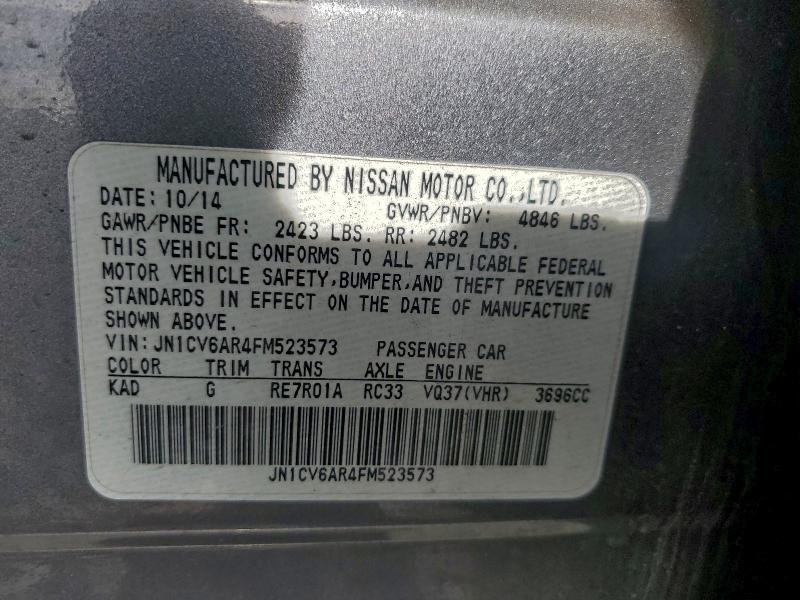 MANUFACTURED BY NISSAN MOTOR CO.,LTD.
DATE: 10/14 GVWR/PNBV: 4846 LBS.
GAWR/PNBE FR: 2423 LBS. RR: 2482 LBS.
THIS VEHICLE CONFORMS TO ALL APPLICABLE FEDERAL
MOTOR VEHICLE SAFETY,BUMPER,AND THEFT PREVENTION
STANDARDS IN EFFECT ON THE DATE OF MANUFACTURE
SHOWN ABOVE.
VIN:JN1CV6AR4FM523573 PASSENGER CAR
COLOR TRIM TRANS AXLE ENGINE
KAD G RE7R01A RC33 VQ37(VHR) 3696CC
JN1CV6AR4FM523573